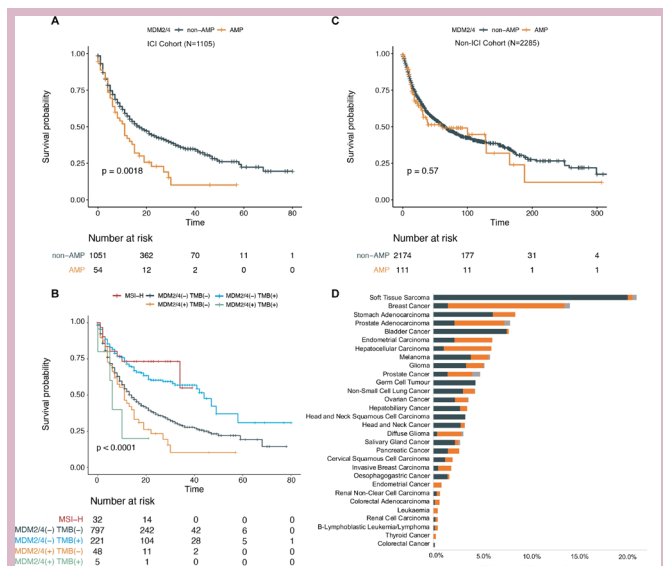 A
MDM2/4 non-AMP AMP
ICI Cohort (N=1105)
Survival probability
1.00
0.75
0.50
0.25
p = 0.0018
0 20 40 60 80
Time
Number at risk
non-AMP 1051 362 70 11 1
AMP 54 12 2 0 0
C
MDM2/4 non-AMP AMP
Non-ICI Cohort (N=2285)
Survival probability
1.00
0.75
0.50
0.25
p = 0.57
0 100 200 300
Time
Number at risk
non-AMP 2174 177 31 4
AMP 111 11 1 1
B
MSI-H MDM2/4(-) TMB(-) MDM2/4(-) TMB(+)
MDM2/4(+) TMB(-) MDM2/4(+) TMB(+)
Survival probability
1.00
0.75
0.50
0.25
0.0
p < 0.0001
0 20 40 60 80
Number at risk
MSI-H 32 14 0 0 0
MDM2/4(-) TMB(-) 797 242 42 6 0
MDM2/4(-) TMB(+) 221 104 28 5 1
MDM2/4(+) TMB(-) 48 11 2 0 0
MDM2/4(+) TMB(+) 5 1 0 0 0
D
Soft Tissue Sarcoma
Breast Cancer
Stomach Adenocarcinoma
Prostate Adenocarcinoma
Bladder Cancer
Endometrial Carcinoma
Hepatocellular Carcinoma
Melanoma
Glioma
Prostate Cancer
Germ Cell Tumour
Non-Small Cell Lung Cancer
Ovarian Cancer
Hepatobiliary Cancer
Head and Neck Squamous Cell Carcinoma
Head and Neck Cancer
Diffuse Glioma
Salivary Gland Cancer
Pancreatic Cancer
Cervical Squamous Cell Carcinoma
Invasive Breast Carcinoma
Oesophagogastric Cancer
Endometrial Cancer
Renal Non-Clear Cell Carcinoma
Colorectal Adenocarcinoma
Leukaemia
Renal Cell Carcinoma
B-Lymphoblastic Leukemia/Lymphoma
Thyroid Cancer
Colorectal Cancer
0.0% 5.0% 10.0% 15.0% 20.0%